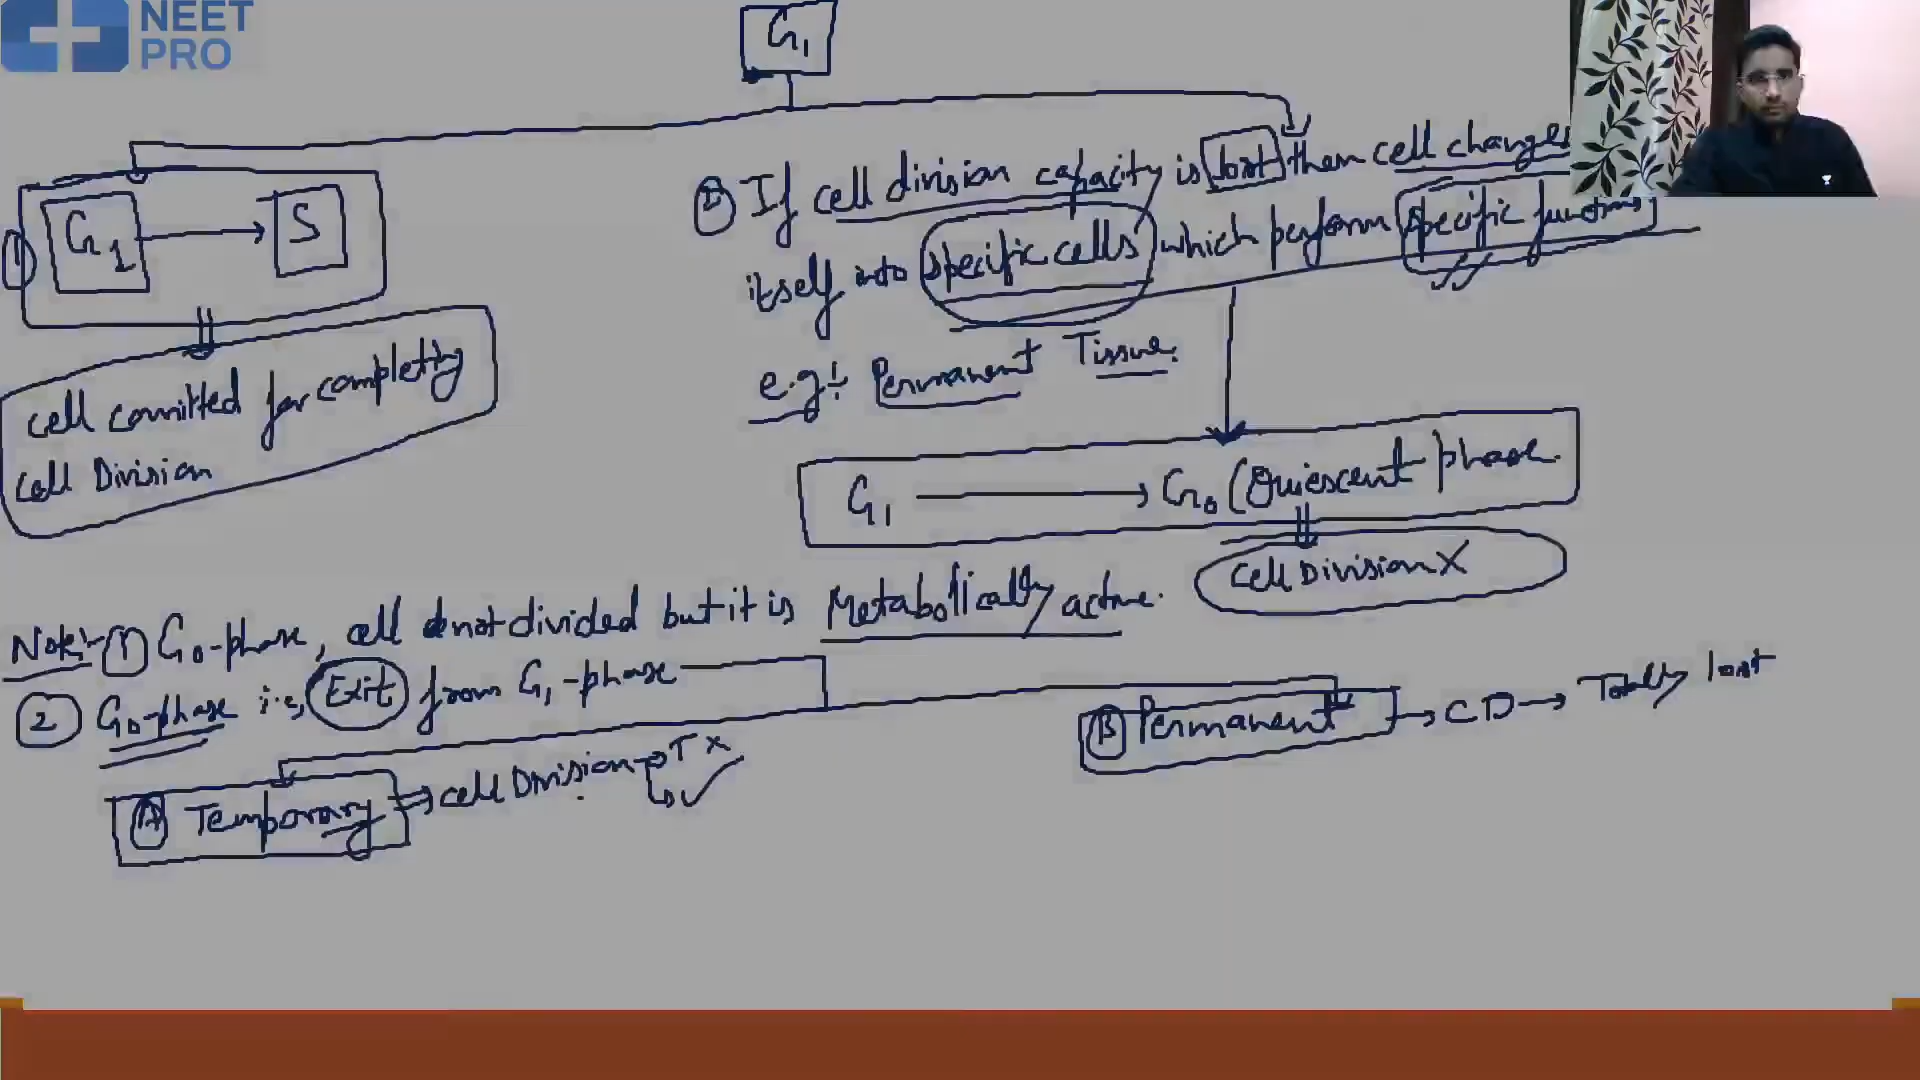 NEET
PRO
G1
① G1 → S
cell committed for completing
cell Division
② If cell division capacity is lost then cell changes
itself into specific cells which perform specific functions
e.g:- Permanent Tissue.
G1 → G0 (Quiescent phase
cell Division X
Note:- ① G0-phase, cell not divided but it is Metabolically active.
② G0-phase is Exit from G1-phase
Ⓐ Temporary ⇒ cell Division → T X ✓
Ⓑ Permanent → CD → Totally lost